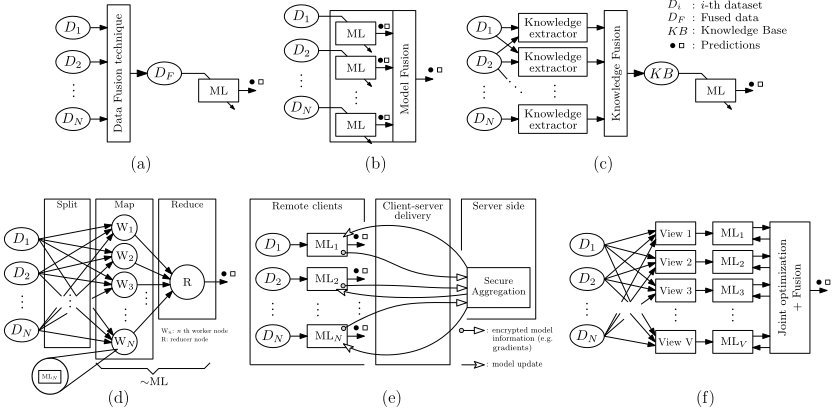 D1
D2
⋮
DN
Data Fusion technique
DF
ML
(a)
D1
D2
⋮
DN
ML
ML
⋮
ML
Model Fusion
(b)
D1
D2
⋮
DN
Knowledge
extractor
Knowledge
extractor
⋮
Knowledge
extractor
Knowledge Fusion
KB
ML
(c)
Di : i-th dataset
DF : Fused data
KB : Knowledge Base
●□ : Predictions
Split
Map
Reduce
D1
D2
⋮
DN
W1
W2
W3
⋮
WN
R
Wn: n th worker node
R: reducer node
MLN
∼ML
(d)
Remote clients
Client-server
delivery
Server side
D1
D2
⋮
DN
ML1
ML2
⋮
MLN
Secure
Aggregation
: encrypted model
information (e.g.
gradients)
: model update
(e)
D1
D2
⋮
DN
View 1
View 2
View 3
⋮
View V
ML1
ML2
ML3
⋮
MLV
Joint optimization
+ Fusion
(f)